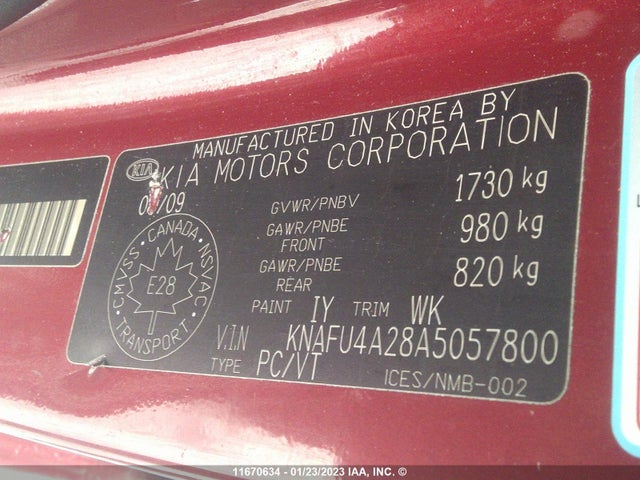 MANUFACTURED IN KOREA BY
KIA KIA MOTORS CORPORATION
/09
GVWR/PNBV 1730 kg
GAWR/PNBE FRONT 980 kg
GAWR/PNBE REAR 820 kg
CMVSS · CANADA · NSVAC
E28
TRANSPORT
PAINT IY TRIM WK
V.I.N KNAFU4A28A5057800
TYPE PC/VT ICES/NMB-002
11670634 - 01/23/2023 IAA, INC. ©